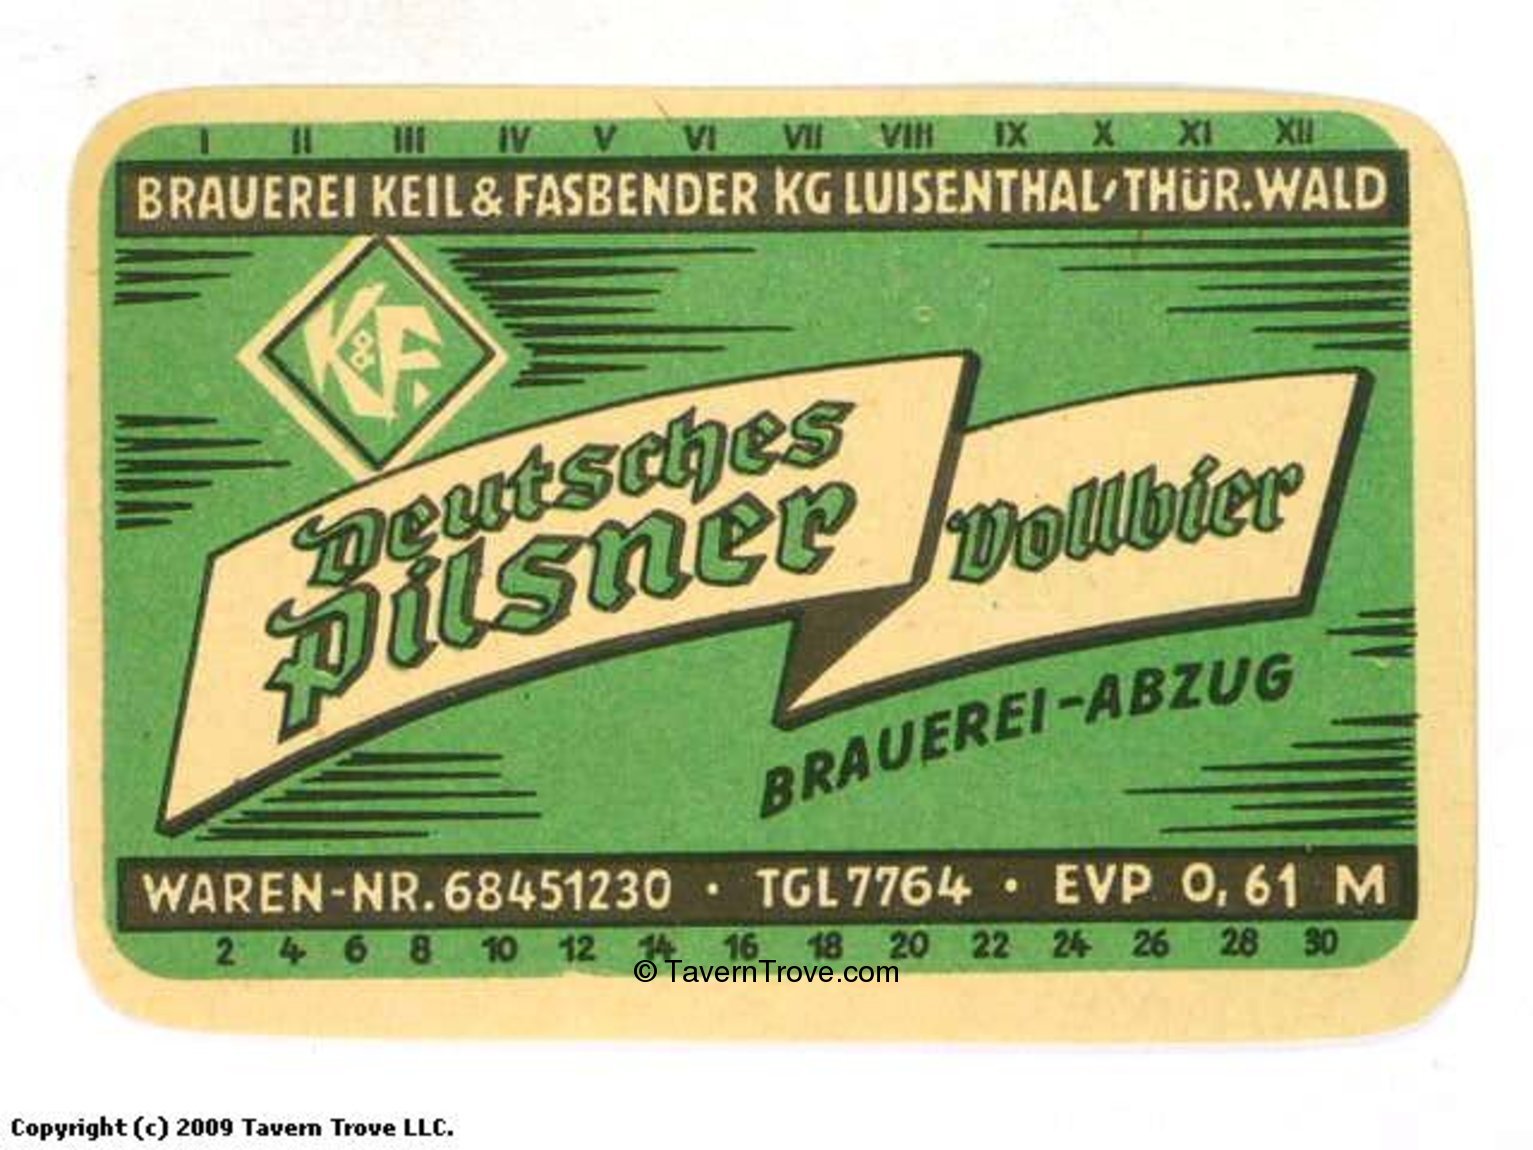 I II III IV V VI VII VIII IX X XI XII
BRAUEREI KEIL & FASBENDER KG LUISENTHAL/THÜR.WALD
K&F.
Deutsches
Pilsner
Vollbier
BRAUEREI-ABZUG
WAREN-NR. 68451230 · TGL 7764 · EVP 0,61 M
2 4 6 8 10 12 14 16 18 20 22 24 26 28 30
© TavernTrove.com
Copyright (c) 2009 Tavern Trove LLC.